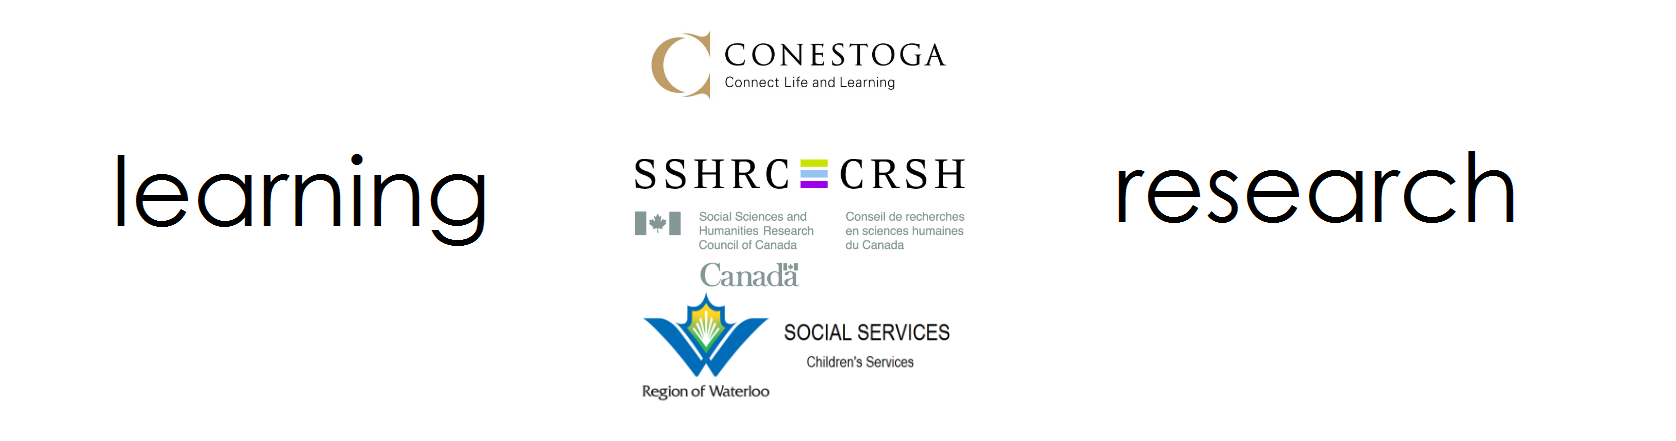 CONESTOGA
Connect Life and Learning
learning
SSHRC CRSH
research
Social Sciences and
Humanities Research
Council of Canada
Conseil de recherches
en sciences humaines
du Canada
Canada
SOCIAL SERVICES
Children's Services
Region of Waterloo